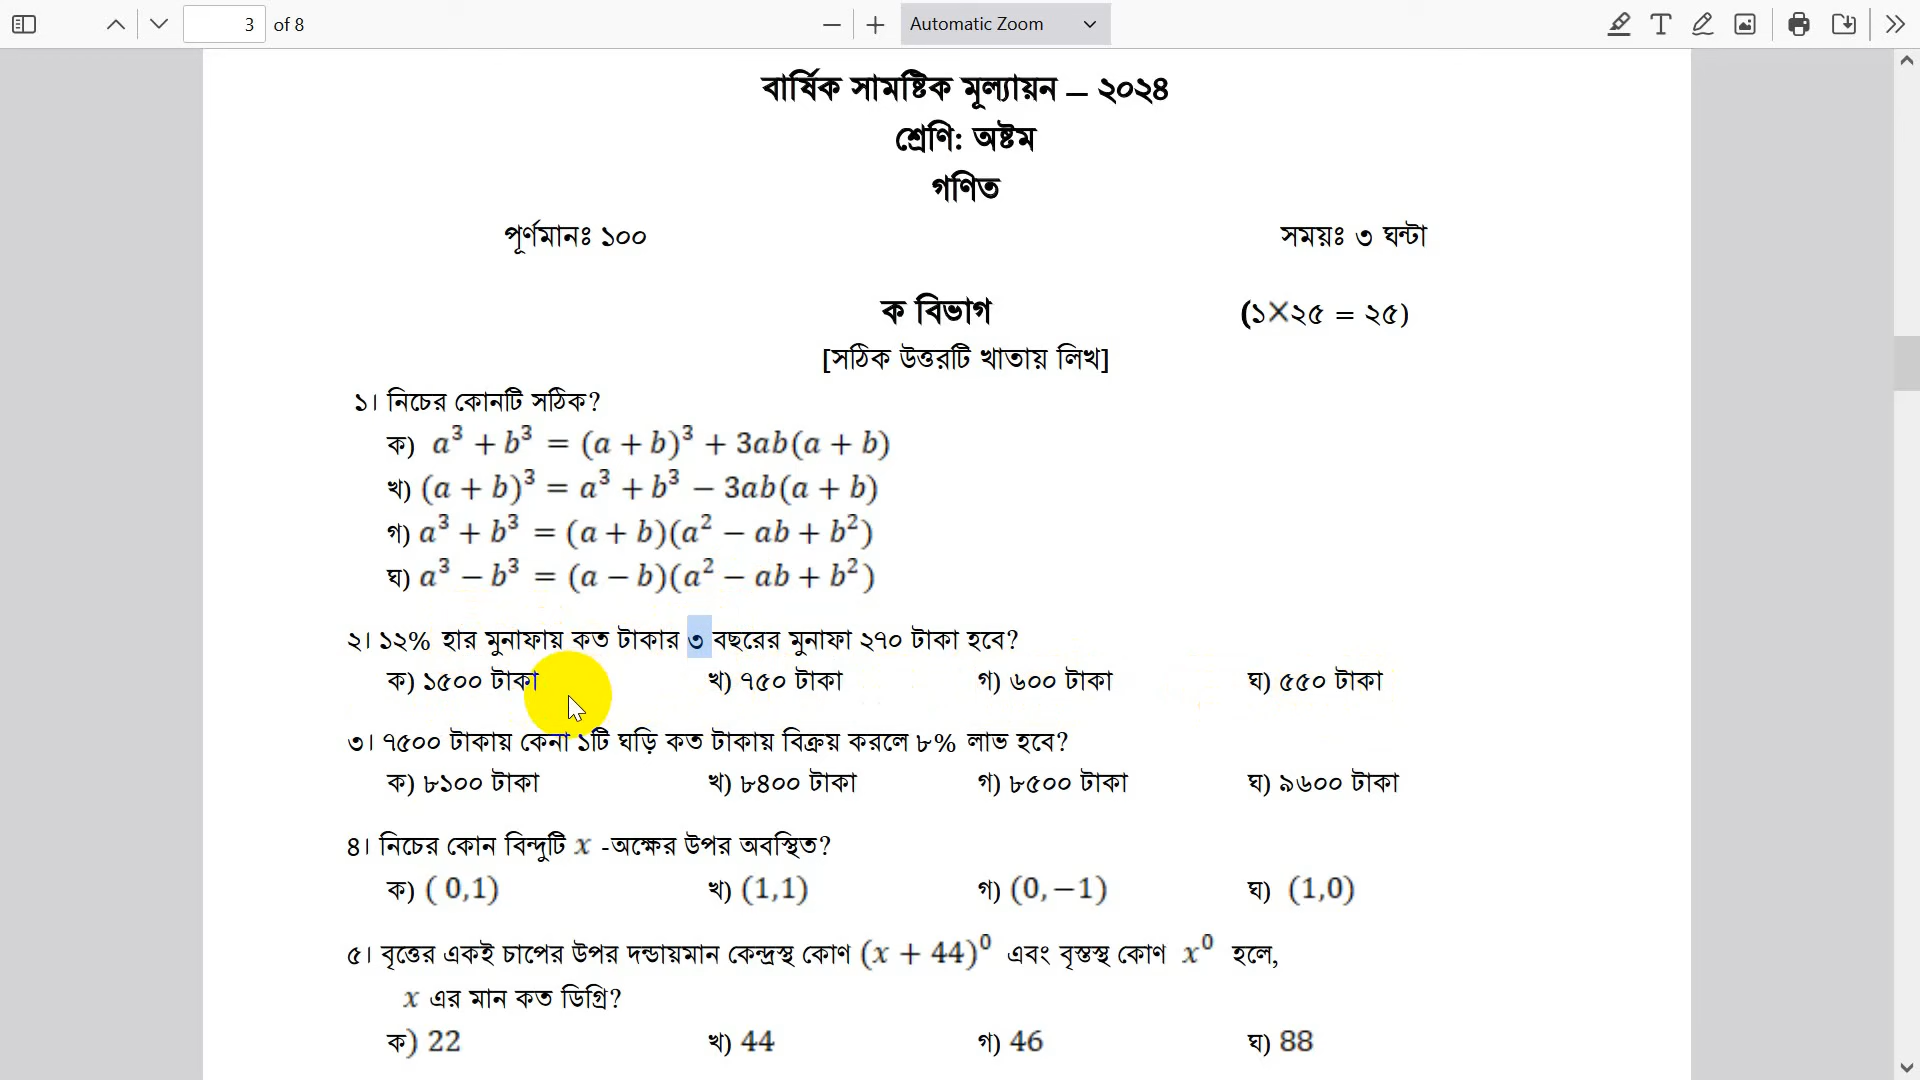 3 of 8 Automatic Zoom
বার্ষিক সামষ্টিক মূল্যায়ন – ২০২৪
শ্রেণি: অষ্টম
গণিত
পূর্ণমানঃ ১০০ সময়ঃ ৩ ঘন্টা
ক বিভাগ (১×২৫ = ২৫)
[সঠিক উত্তরটি খাতায় লিখ]
১। নিচের কোনটি সঠিক?
ক) a³ + b³ = (a + b)³ + 3ab(a + b)
খ) (a + b)³ = a³ + b³ − 3ab(a + b)
গ) a³ + b³ = (a + b)(a² − ab + b²)
ঘ) a³ − b³ = (a − b)(a² − ab + b²)
২। ১২% হার মুনাফায় কত টাকার ৩ বছরের মুনাফা ২৭০ টাকা হবে?
ক) ১৫০০ টাকা খ) ৭৫০ টাকা গ) ৬০০ টাকা ঘ) ৫৫০ টাকা
৩। ৭৫০০ টাকায় কেনা ১টি ঘড়ি কত টাকায় বিক্রয় করলে ৮% লাভ হবে?
ক) ৮১০০ টাকা খ) ৮৪০০ টাকা গ) ৮৫০০ টাকা ঘ) ৯৬০০ টাকা
৪। নিচের কোন বিন্দুটি x -অক্ষের উপর অবস্থিত?
ক) ( 0,1) খ) (1,1) গ) (0, −1) ঘ) (1,0)
৫। বৃত্তের একই চাপের উপর দন্ডায়মান কেন্দ্রস্থ কোণ (x + 44)⁰ এবং বৃত্তস্থ কোণ x⁰ হলে,
x এর মান কত ডিগ্রি?
ক) 22 খ) 44 গ) 46 ঘ) 88